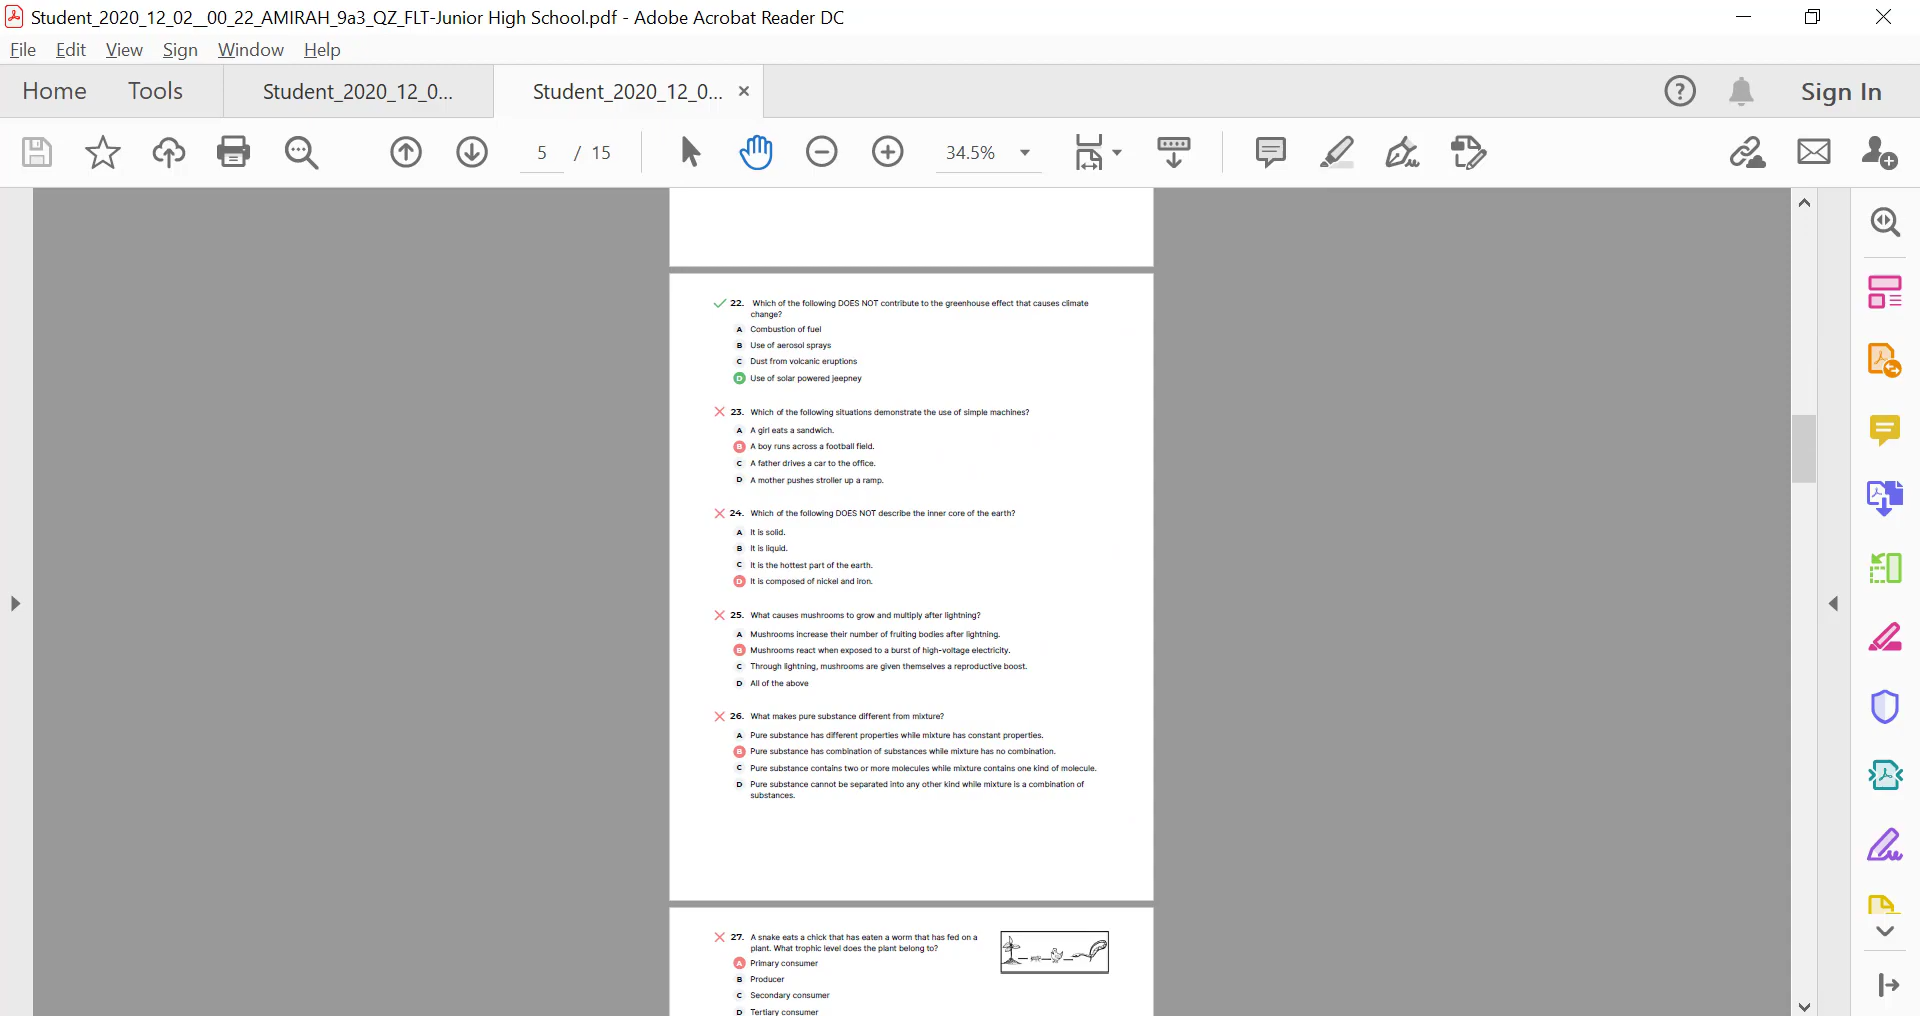 Student_2020_12_02__00_22_AMIRAH_9a3_QZ_FLT-Junior High School.pdf - Adobe Acrobat Reader DC
File Edit View Sign Window Help
Home Tools Student_2020_12_0... Student_2020_12_0... × Sign In
5 / 15 34.5%
22. Which of the following DOES NOT contribute to the greenhouse effect that causes climate
change?
A Combustion of fuel
B Use of aerosol sprays
C Dust from volcanic eruptions
D Use of solar powered jeepney
23. Which of the following situations demonstrate the use of simple machines?
A A girl eats a sandwich.
B A boy runs across a football field.
C A father drives a car to the office.
D A mother pushes stroller up a ramp.
24. Which of the following DOES NOT describe the inner core of the earth?
A It is solid.
B It is liquid.
C It is the hottest part of the earth.
D It is composed of nickel and iron.
25. What causes mushrooms to grow and multiply after lightning?
A Mushrooms increase their number of fruiting bodies after lightning.
B Mushrooms react when exposed to a burst of high-voltage electricity.
C Through lightning, mushrooms are given themselves a reproductive boost.
D All of the above
26. What makes pure substance different from mixture?
A Pure substance has different properties while mixture has constant properties.
B Pure substance has combination of substances while mixture has no combination.
C Pure substance contains two or more molecules while mixture contains one kind of molecule.
D Pure substance cannot be separated into any other kind while mixture is a combination of
substances.
27. A snake eats a chick that has eaten a worm that has fed on a
plant. What trophic level does the plant belong to?
A Primary consumer
B Producer
C Secondary consumer
D Tertiary consumer